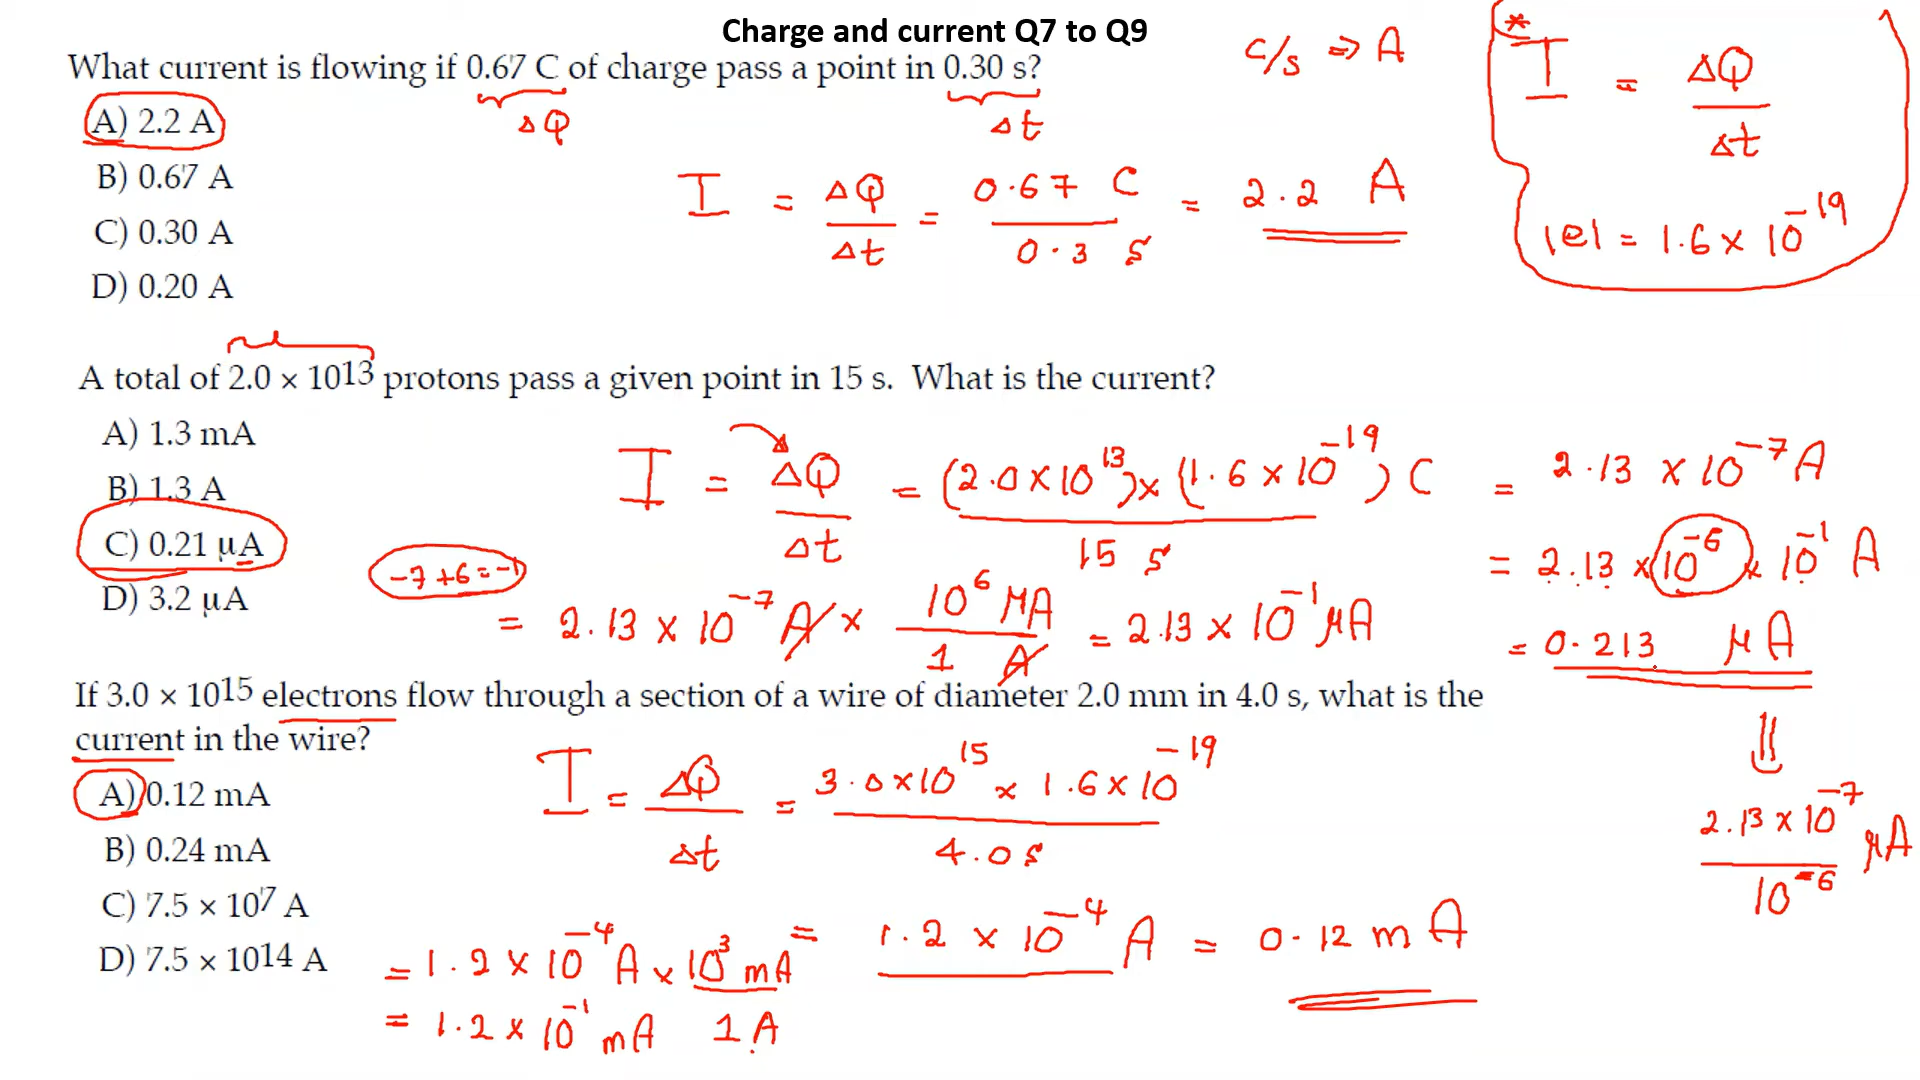 Charge and current Q7 to Q9
What current is flowing if 0.67 C of charge pass a point in 0.30 s?
ΔQ
Δt
C/s ⇒ A
A) 2.2 A
B) 0.67 A
C) 0.30 A
D) 0.20 A
I = ΔQ/Δt = 0.67 C / 0.3 s = 2.2 A
*
I = ΔQ/Δt
|e| = 1.6 × 10⁻¹⁹
A total of 2.0 × 10¹³ protons pass a given point in 15 s. What is the current?
A) 1.3 mA
B) 1.3 A
C) 0.21 μA
D) 3.2 μA
I = ΔQ/Δt = (2.0 × 10¹³) × (1.6 × 10⁻¹⁹) C / 15 s = 2.13 × 10⁻⁷ A
= 2.13 × 10⁻⁶ × 10⁻¹ A
-7 + 6 = -1
= 2.13 × 10⁻⁷ A × 10⁶ μA / 1 A = 2.13 × 10⁻¹ μA
= 0.213 μA
⇓
2.13 × 10⁻⁷ / 10⁻⁶ μA
If 3.0 × 10¹⁵ electrons flow through a section of a wire of diameter 2.0 mm in 4.0 s, what is the
current in the wire?
A) 0.12 mA
B) 0.24 mA
C) 7.5 × 10⁷ A
D) 7.5 × 10¹⁴ A
I = ΔQ/Δt = 3.0 × 10¹⁵ × 1.6 × 10⁻¹⁹ / 4.0 s
= 1.2 × 10⁻⁴ A = 0.12 mA
= 1.2 × 10⁻⁴ A × 10³ mA / 1 A
= 1.2 × 10⁻¹ mA